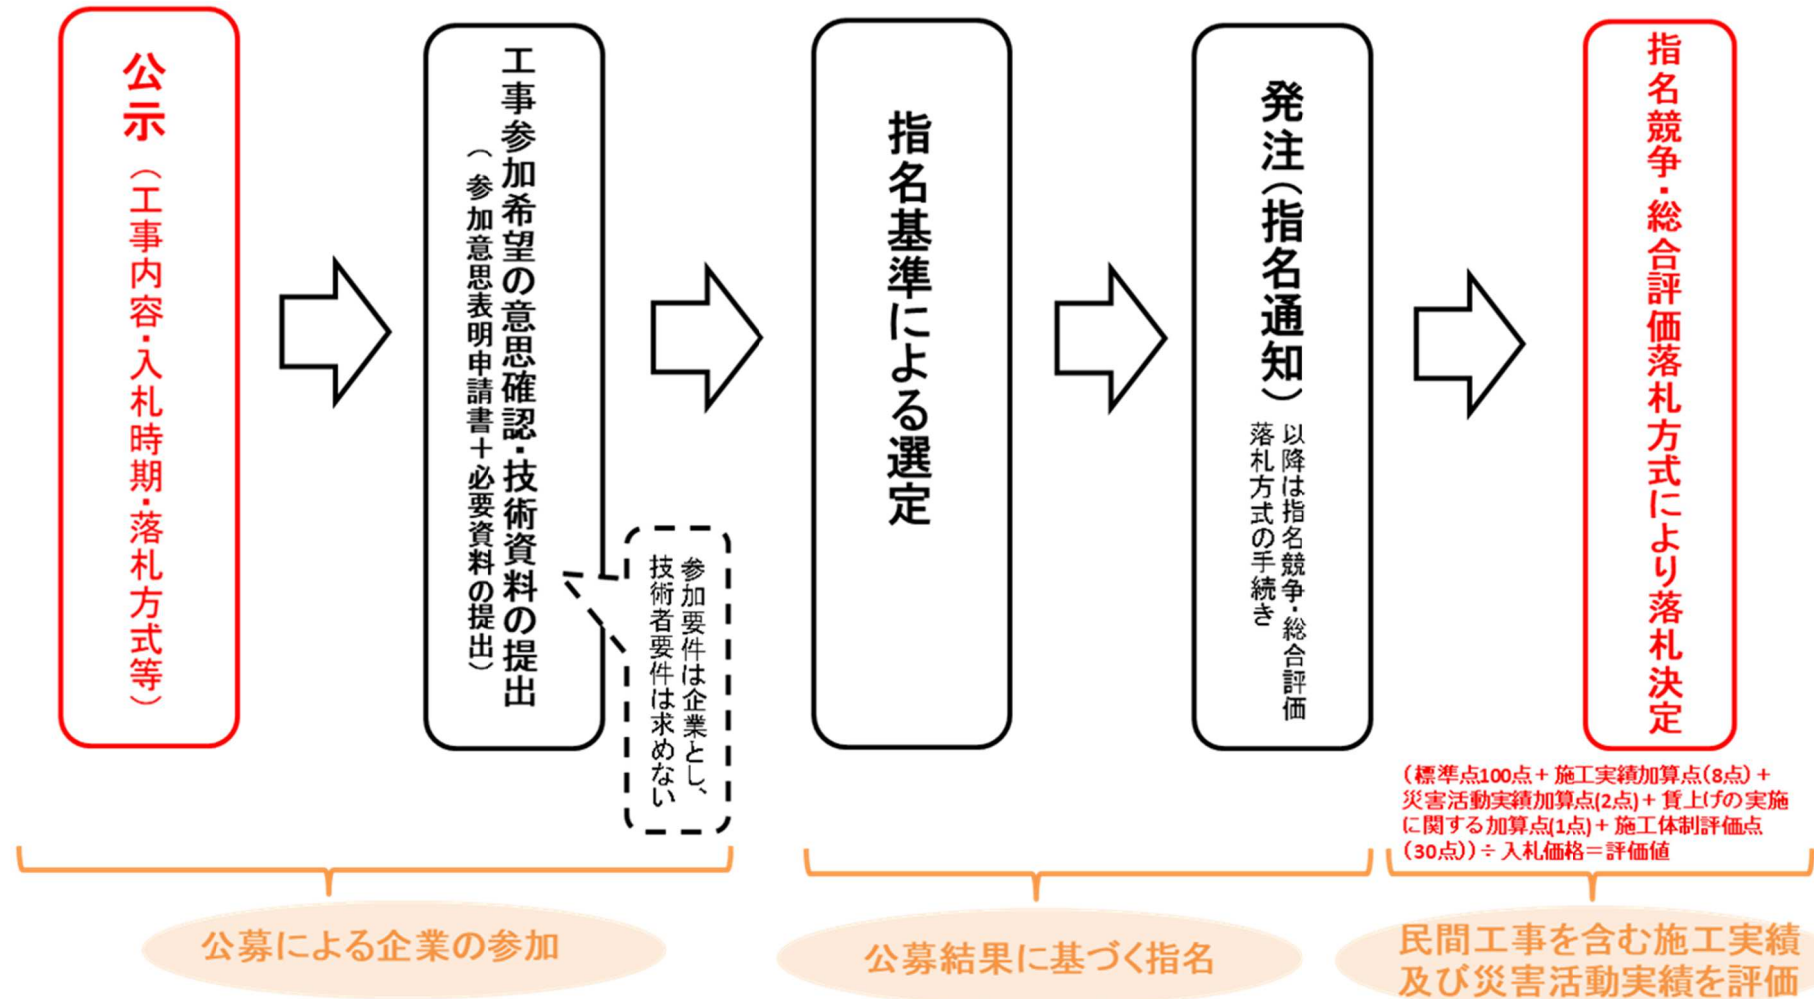 公示（工事内容・入札時期・落札方式等）
工事参加希望の意思確認・技術資料の提出
（参加意思表明申請書＋必要資料の提出）
参加要件は企業とし、
技術者要件は求めない
指名基準による選定
発注（指名通知）
以降は指名競争・総合評価
落札方式の手続き
指名競争・総合評価落札方式により落札決定
（標準点100点＋施工実績加算点(8点)＋
災害活動実績加算点(2点)＋賃上げの実施
に関する加算点(1点)＋施工体制評価点
（30点））÷入札価格＝評価値
公募による企業の参加
公募結果に基づく指名
民間工事を含む施工実績
及び災害活動実績を評価